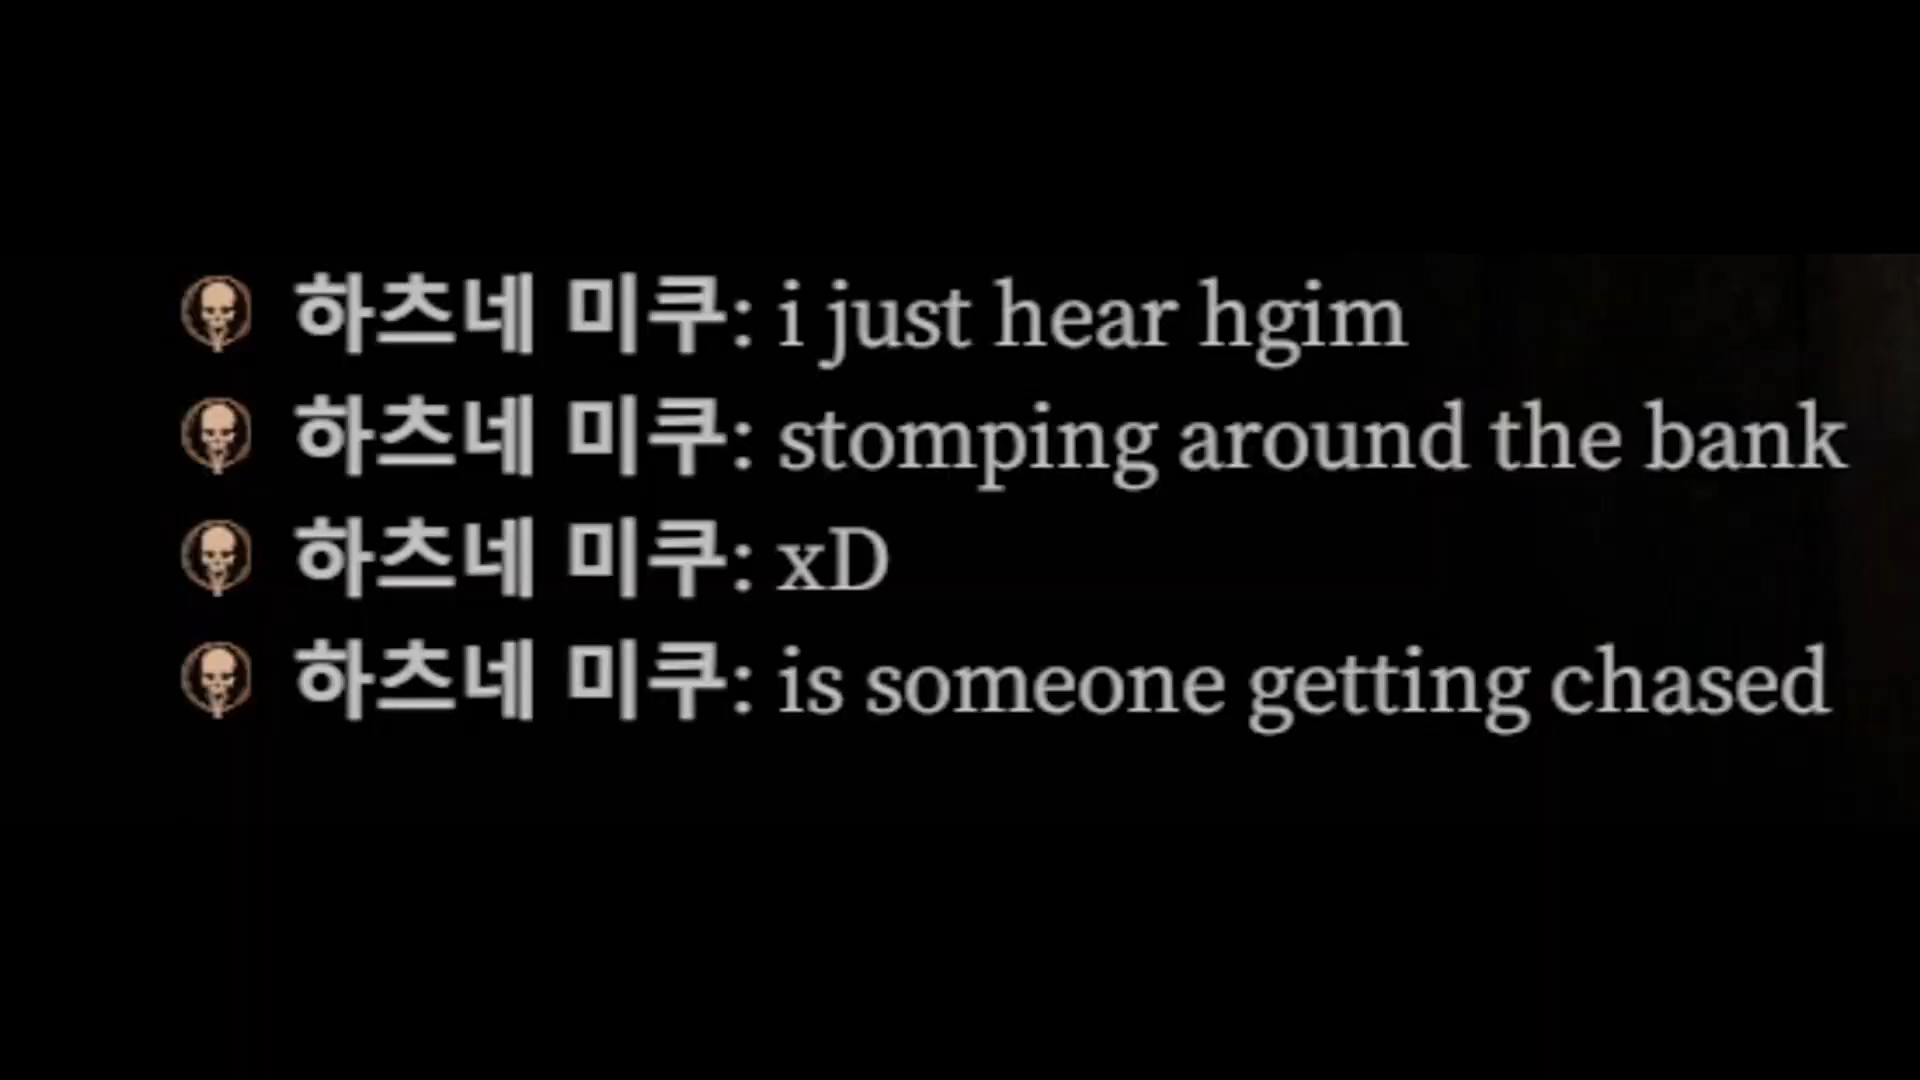 하츠네 미쿠: i just hear hgim
하츠네 미쿠: stomping around the bank
하츠네 미쿠: xD
하츠네 미쿠: is someone getting chased